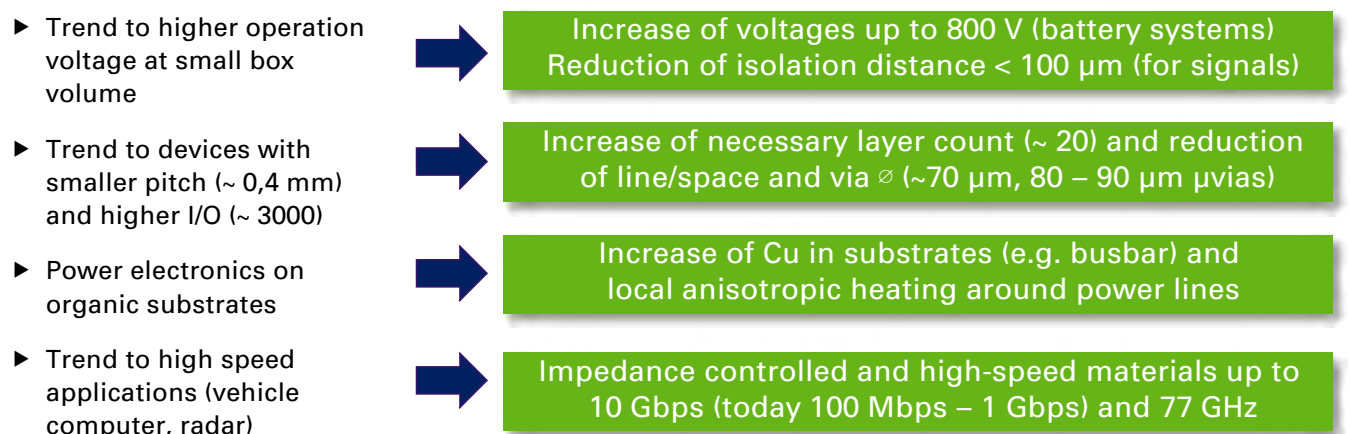 ▶ Trend to higher operation
voltage at small box
volume
Increase of voltages up to 800 V (battery systems)
Reduction of isolation distance < 100 µm (for signals)
▶ Trend to devices with
smaller pitch (~ 0,4 mm)
and higher I/O (~ 3000)
Increase of necessary layer count (~ 20) and reduction
of line/space and via ∅ (~70 µm, 80 – 90 µm µvias)
▶ Power electronics on
organic substrates
Increase of Cu in substrates (e.g. busbar) and
local anisotropic heating around power lines
▶ Trend to high speed
applications (vehicle
computer, radar)
Impedance controlled and high-speed materials up to
10 Gbps (today 100 Mbps – 1 Gbps) and 77 GHz